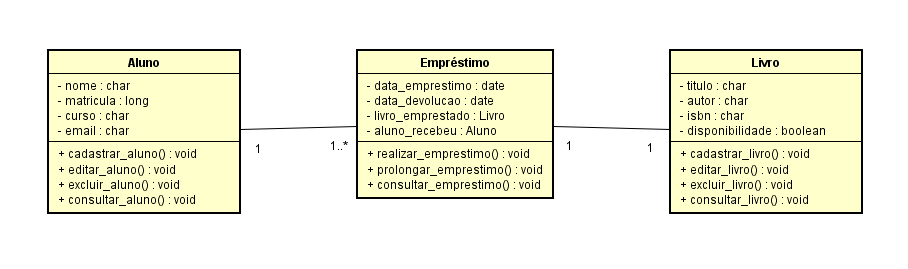 Aluno
- nome : char
- matricula : long
- curso : char
- email : char
+ cadastrar_aluno() : void
+ editar_aluno() : void
+ excluir_aluno() : void
+ consultar_aluno() : void
1
1..*
Empréstimo
- data_emprestimo : date
- data_devolucao : date
- livro_emprestado : Livro
- aluno_recebeu : Aluno
+ realizar_emprestimo() : void
+ prolongar_emprestimo() : void
+ consultar_emprestimo() : void
1
1
Livro
- titulo : char
- autor : char
- isbn : char
- disponibilidade : boolean
+ cadastrar_livro() : void
+ editar_livro() : void
+ excluir_livro() : void
+ consultar_livro() : void